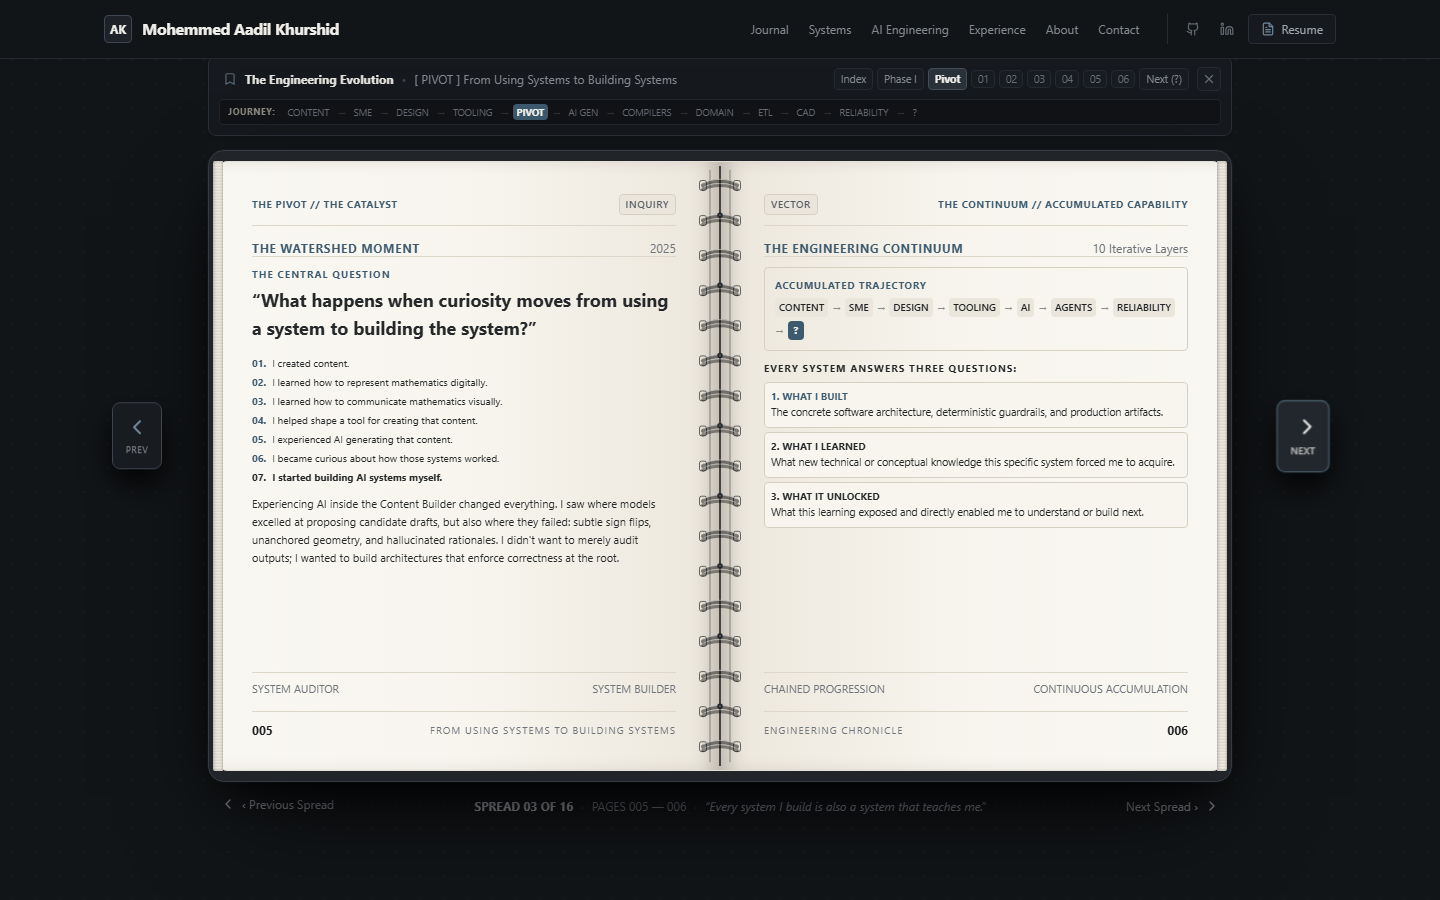 AK Mohemmed Aadil Khurshid
Journal Systems AI Engineering Experience About Contact Resume
The Engineering Evolution • [ PIVOT ] From Using Systems to Building Systems
Index Phase I Pivot 01 02 03 04 05 06 Next (?)
JOURNEY: CONTENT → SME → DESIGN → TOOLING → PIVOT → AI GEN → COMPILERS → DOMAIN → ETL → CAD → RELIABILITY → ?
THE PIVOT // THE CATALYST INQUIRY
THE WATERSHED MOMENT 2025
THE CENTRAL QUESTION
“What happens when curiosity moves from using
a system to building the system?”
01. I created content.
02. I learned how to represent mathematics digitally.
03. I learned how to communicate mathematics visually.
04. I helped shape a tool for creating that content.
05. I experienced AI generating that content.
06. I became curious about how those systems worked.
07. I started building AI systems myself.
Experiencing AI inside the Content Builder changed everything. I saw where models
excelled at proposing candidate drafts, but also where they failed: subtle sign flips,
unanchored geometry, and hallucinated rationales. I didn't want to merely audit
outputs; I wanted to build architectures that enforce correctness at the root.
SYSTEM AUDITOR SYSTEM BUILDER
005 FROM USING SYSTEMS TO BUILDING SYSTEMS
VECTOR THE CONTINUUM // ACCUMULATED CAPABILITY
THE ENGINEERING CONTINUUM 10 Iterative Layers
ACCUMULATED TRAJECTORY
CONTENT → SME → DESIGN → TOOLING → AI → AGENTS → RELIABILITY
→ ?
EVERY SYSTEM ANSWERS THREE QUESTIONS:
1. WHAT I BUILT
The concrete software architecture, deterministic guardrails, and production artifacts.
2. WHAT I LEARNED
What new technical or conceptual knowledge this specific system forced me to acquire.
3. WHAT IT UNLOCKED
What this learning exposed and directly enabled me to understand or build next.
CHAINED PROGRESSION CONTINUOUS ACCUMULATION
ENGINEERING CHRONICLE 006
PREV
NEXT
‹ Previous Spread
SPREAD 03 OF 16 PAGES 005 — 006 "Every system I build is also a system that teaches me."
Next Spread ›